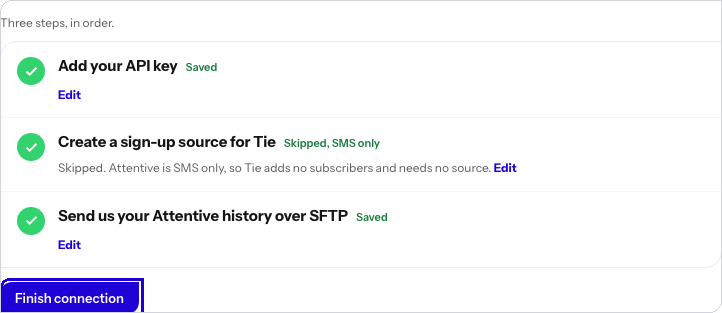 Three steps, in order.
Add your API key Saved
Edit
Create a sign-up source for Tie Skipped, SMS only
Skipped. Attentive is SMS only, so Tie adds no subscribers and needs no source. Edit
Send us your Attentive history over SFTP Saved
Edit
Finish connection